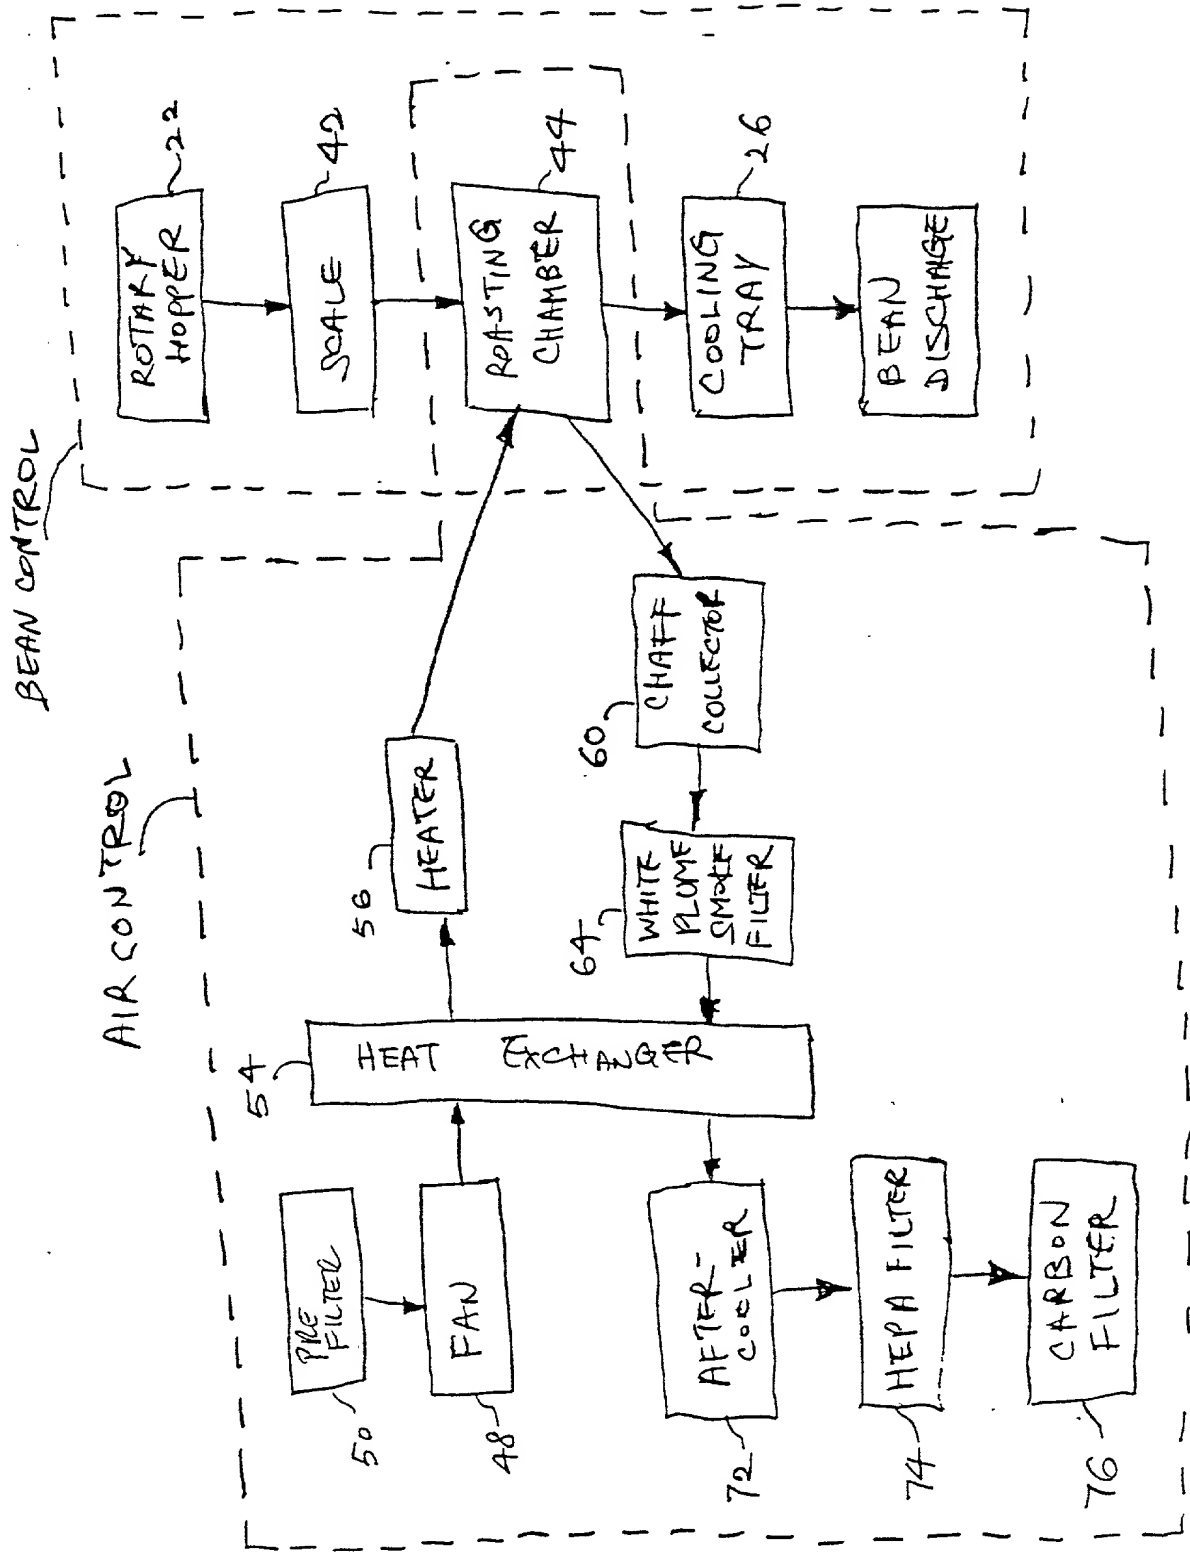 BEAN CONTROL
ROTARY
HOPPER
22
SCALE
42
ROASTING
CHAMBER
44
COOLING
TRAY
26
BEAN
DISCHAGE
AIR CONTROL
HEATER
56
CHAFF
COLLECTOR
60
WHITE
PLUME
SMOKE
FILTER
64
HEAT EXCHANGER
54
PRE
FILTER
50
FAN
48
AFTER-
COOLER
72
HEPA FILTER
74
CARBON
FILTER
76